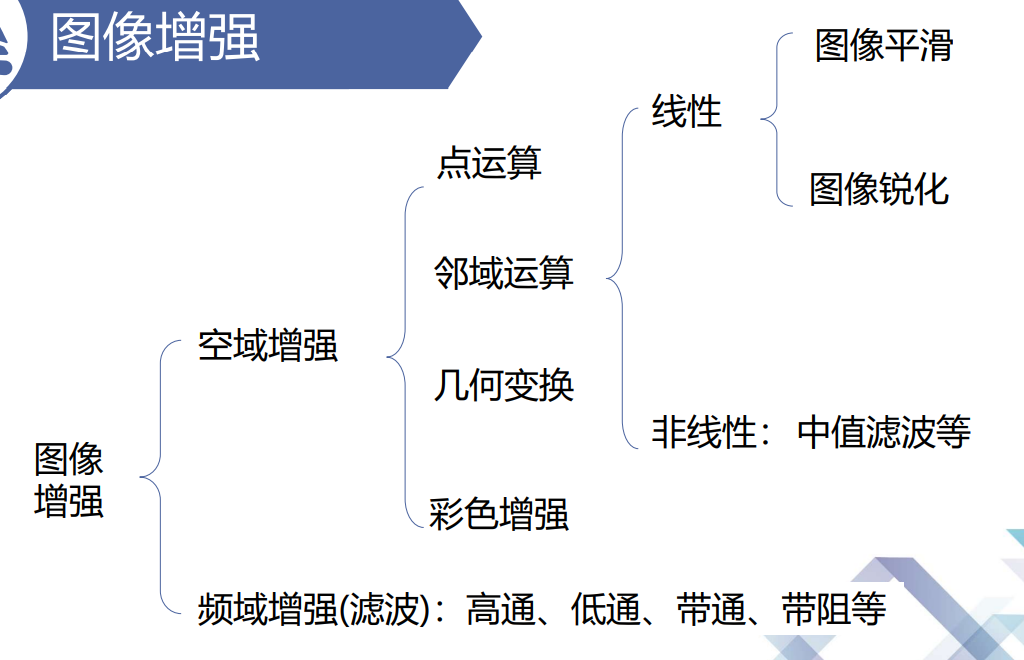 图像增强
图像平滑
线性
图像锐化
点运算
邻域运算
空域增强
几何变换
非线性：中值滤波等
图像
增强
彩色增强
频域增强(滤波)：高通、低通、带通、带阻等